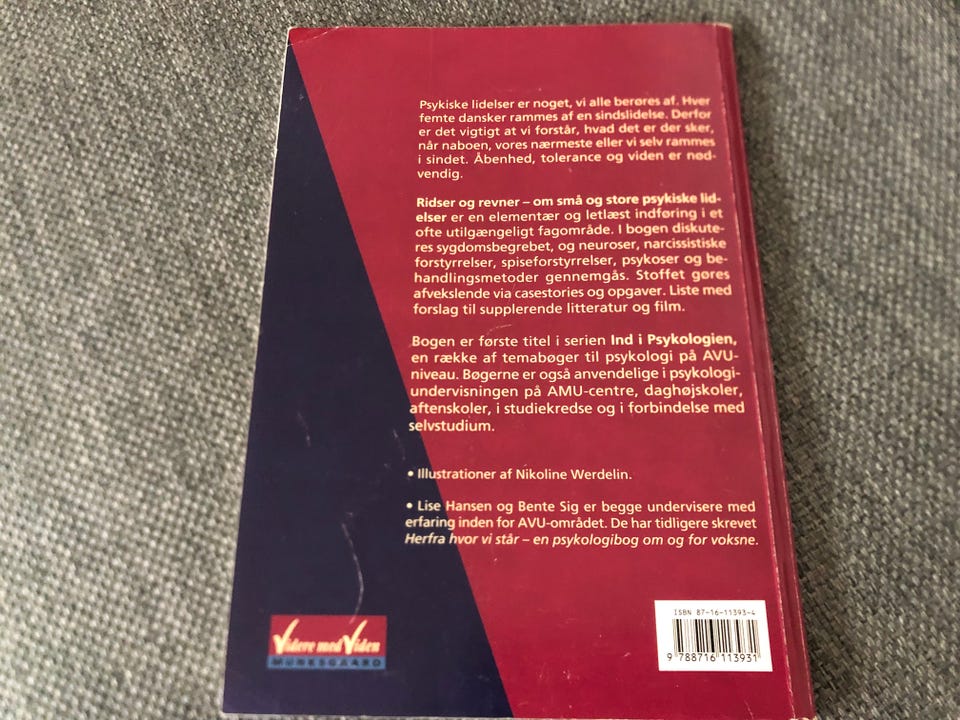 Psykiske lidelser er noget, vi alle berøres af. Hver
femte dansker rammes af en sindslidelse. Derfor
er det vigtigt at vi forstår, hvad det er der sker,
når naboen, vores nærmeste eller vi selv rammes
i sindet. Åbenhed, tolerance og viden er nød-
vendig.
Ridser og revner – om små og store psykiske lid-
elser er en elementær og letlæst indføring i et
ofte utilgængeligt fagområde. I bogen diskute-
res sygdomsbegrebet, og neuroser, narcissistiske
forstyrrelser, spiseforstyrrelser, psykoser og be-
handlingsmetoder gennemgås. Stoffet gøres
afvekslende via casestories og opgaver. Liste med
forslag til supplerende litteratur og film.
Bogen er første titel i serien Ind i Psykologien,
en række af temabøger til psykologi på AVU-
niveau. Bøgerne er også anvendelige i psykologi-
undervisningen på AMU-centre, daghøjskoler,
aftenskoler, i studiekredse og i forbindelse med
selvstudium.
• Illustrationer af Nikoline Werdelin.
• Lise Hansen og Bente Sig er begge undervisere med
erfaring inden for AVU-området. De har tidligere skrevet
Herfra hvor vi står – en psykologibog om og for voksne.
Videre med Viden
MUNKSGAARD
ISBN 87-16-11393-4
9 788716 113931